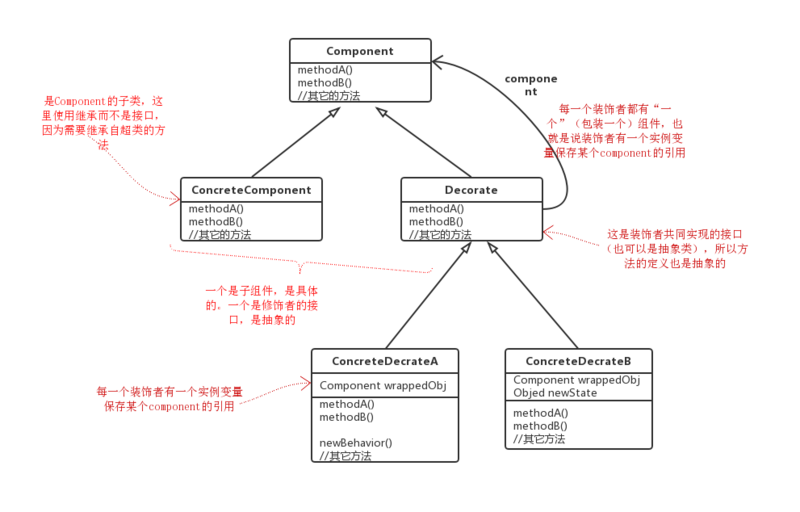 Component
methodA()
methodB()
//其它的方法
compone
nt
是Component的子类，这
里使用继承而不是接口，
因为需要继承自超类的方
法
每一个装饰者都有“一
个”（包装一个）组件，也
就是说装饰者有一个实例变
量保存某个component的引用
ConcreteComponent
methodA()
methodB()
//其它的方法
Decorate
methodA()
methodB()
//其它的方法
这是装饰者共同实现的接口
（也可以是抽象类），所以方
法的定义也是抽象的
一个是子组件，是具体
的，一个是修饰者的接
口，是抽象的
ConcreteDecrateA
Component wrappedObj
methodA()
methodB()
newBehavior()
//其它方法
ConcreteDecrateB
Component wrappedObj
Objed newState
methodA()
methodB()
//其它方法
每一个装饰者有一个实例变量
保存某个component的引用